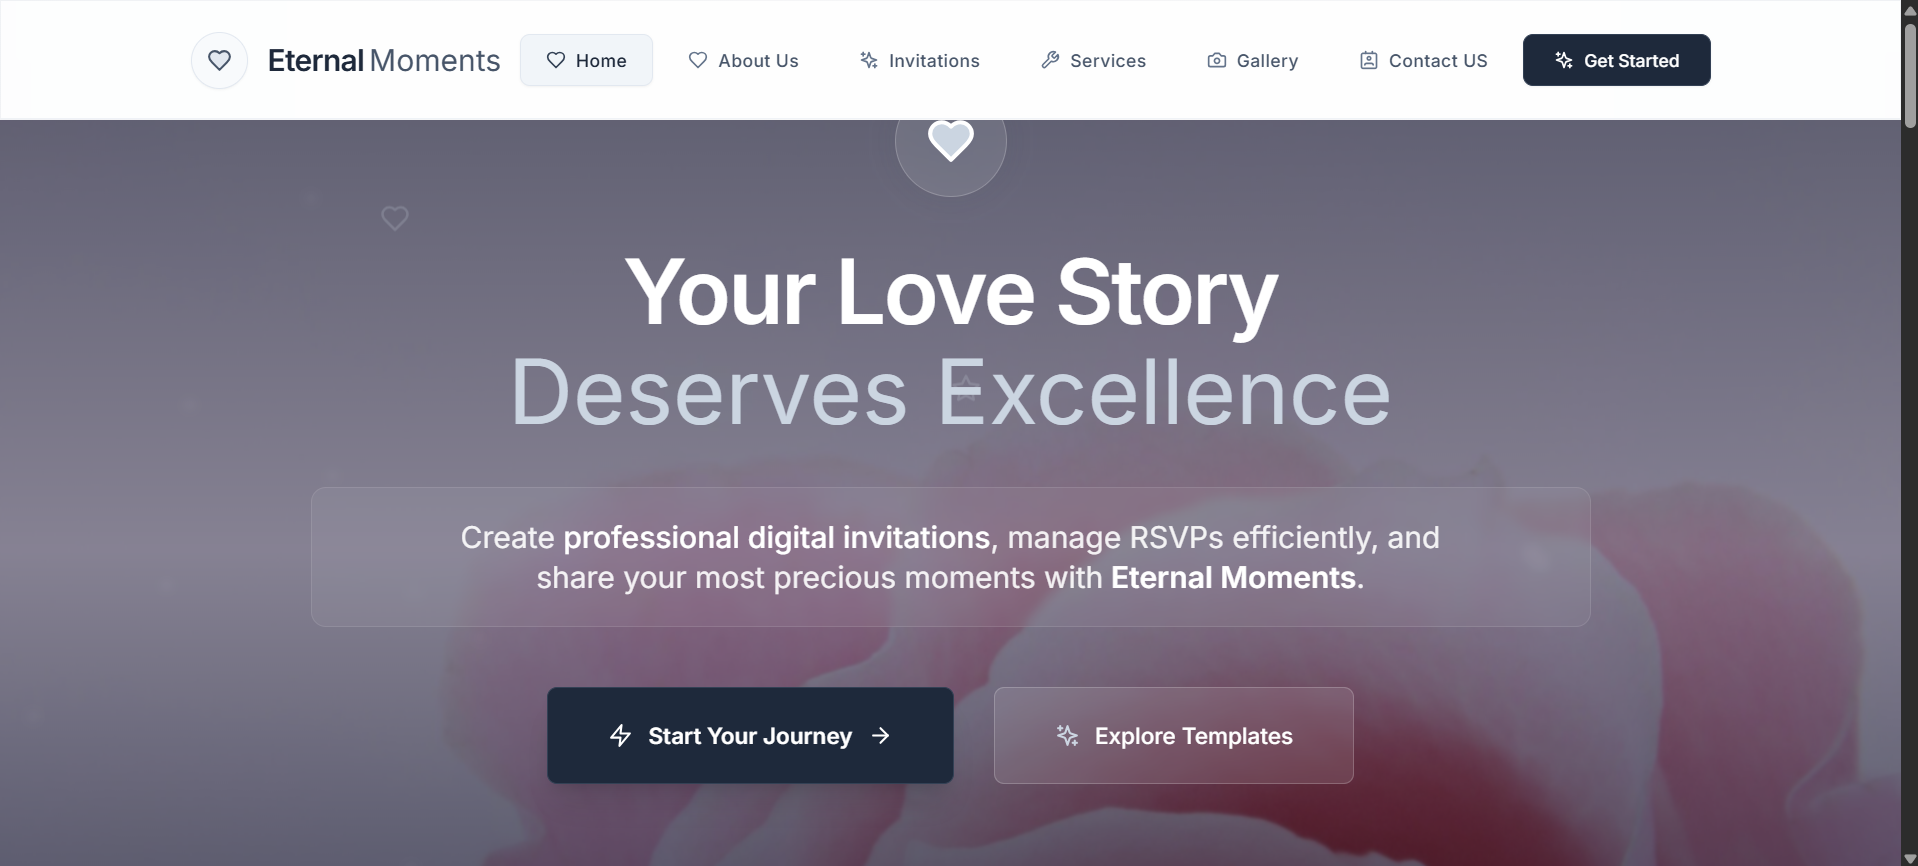 Eternal Moments
Home
About Us
Invitations
Services
Gallery
Contact US
Get Started
Your Love Story
Deserves Excellence
Create professional digital invitations, manage RSVPs efficiently, and
share your most precious moments with Eternal Moments.
Start Your Journey
Explore Templates